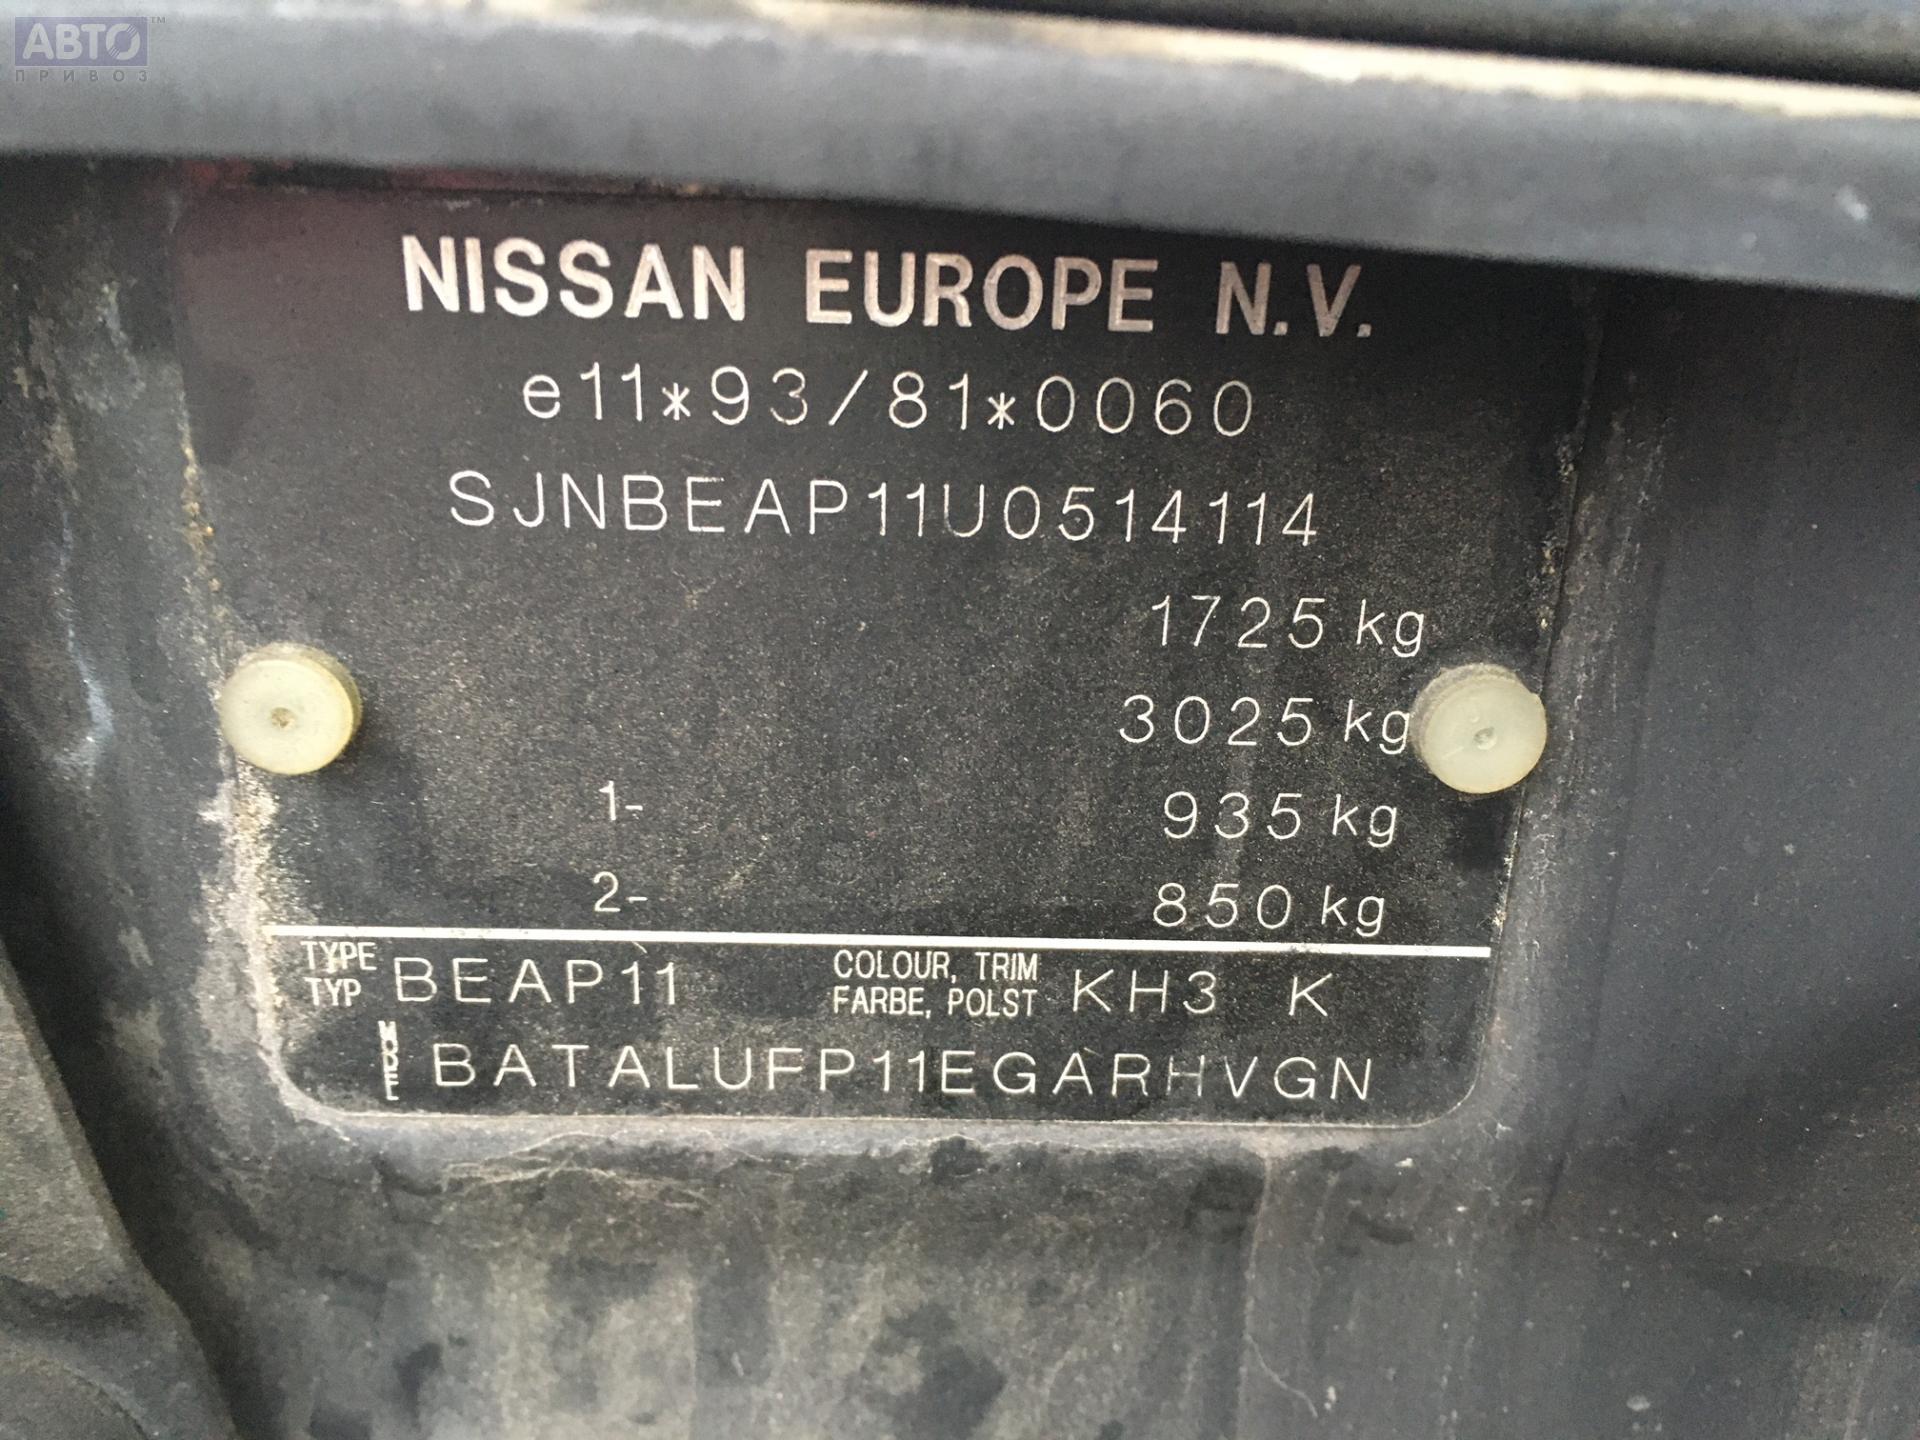 АВТО™
ПРИВОЗ
NISSAN EUROPE N.V.
e11*93/81*0060
SJNBEAP11U0514114
1725 kg
3025 kg
1- 935 kg
2- 850 kg
TYPE
TYP BEAP11
COLOUR, TRIM
FARBE, POLST KH3 K
BATALUFP11EGARHVGN